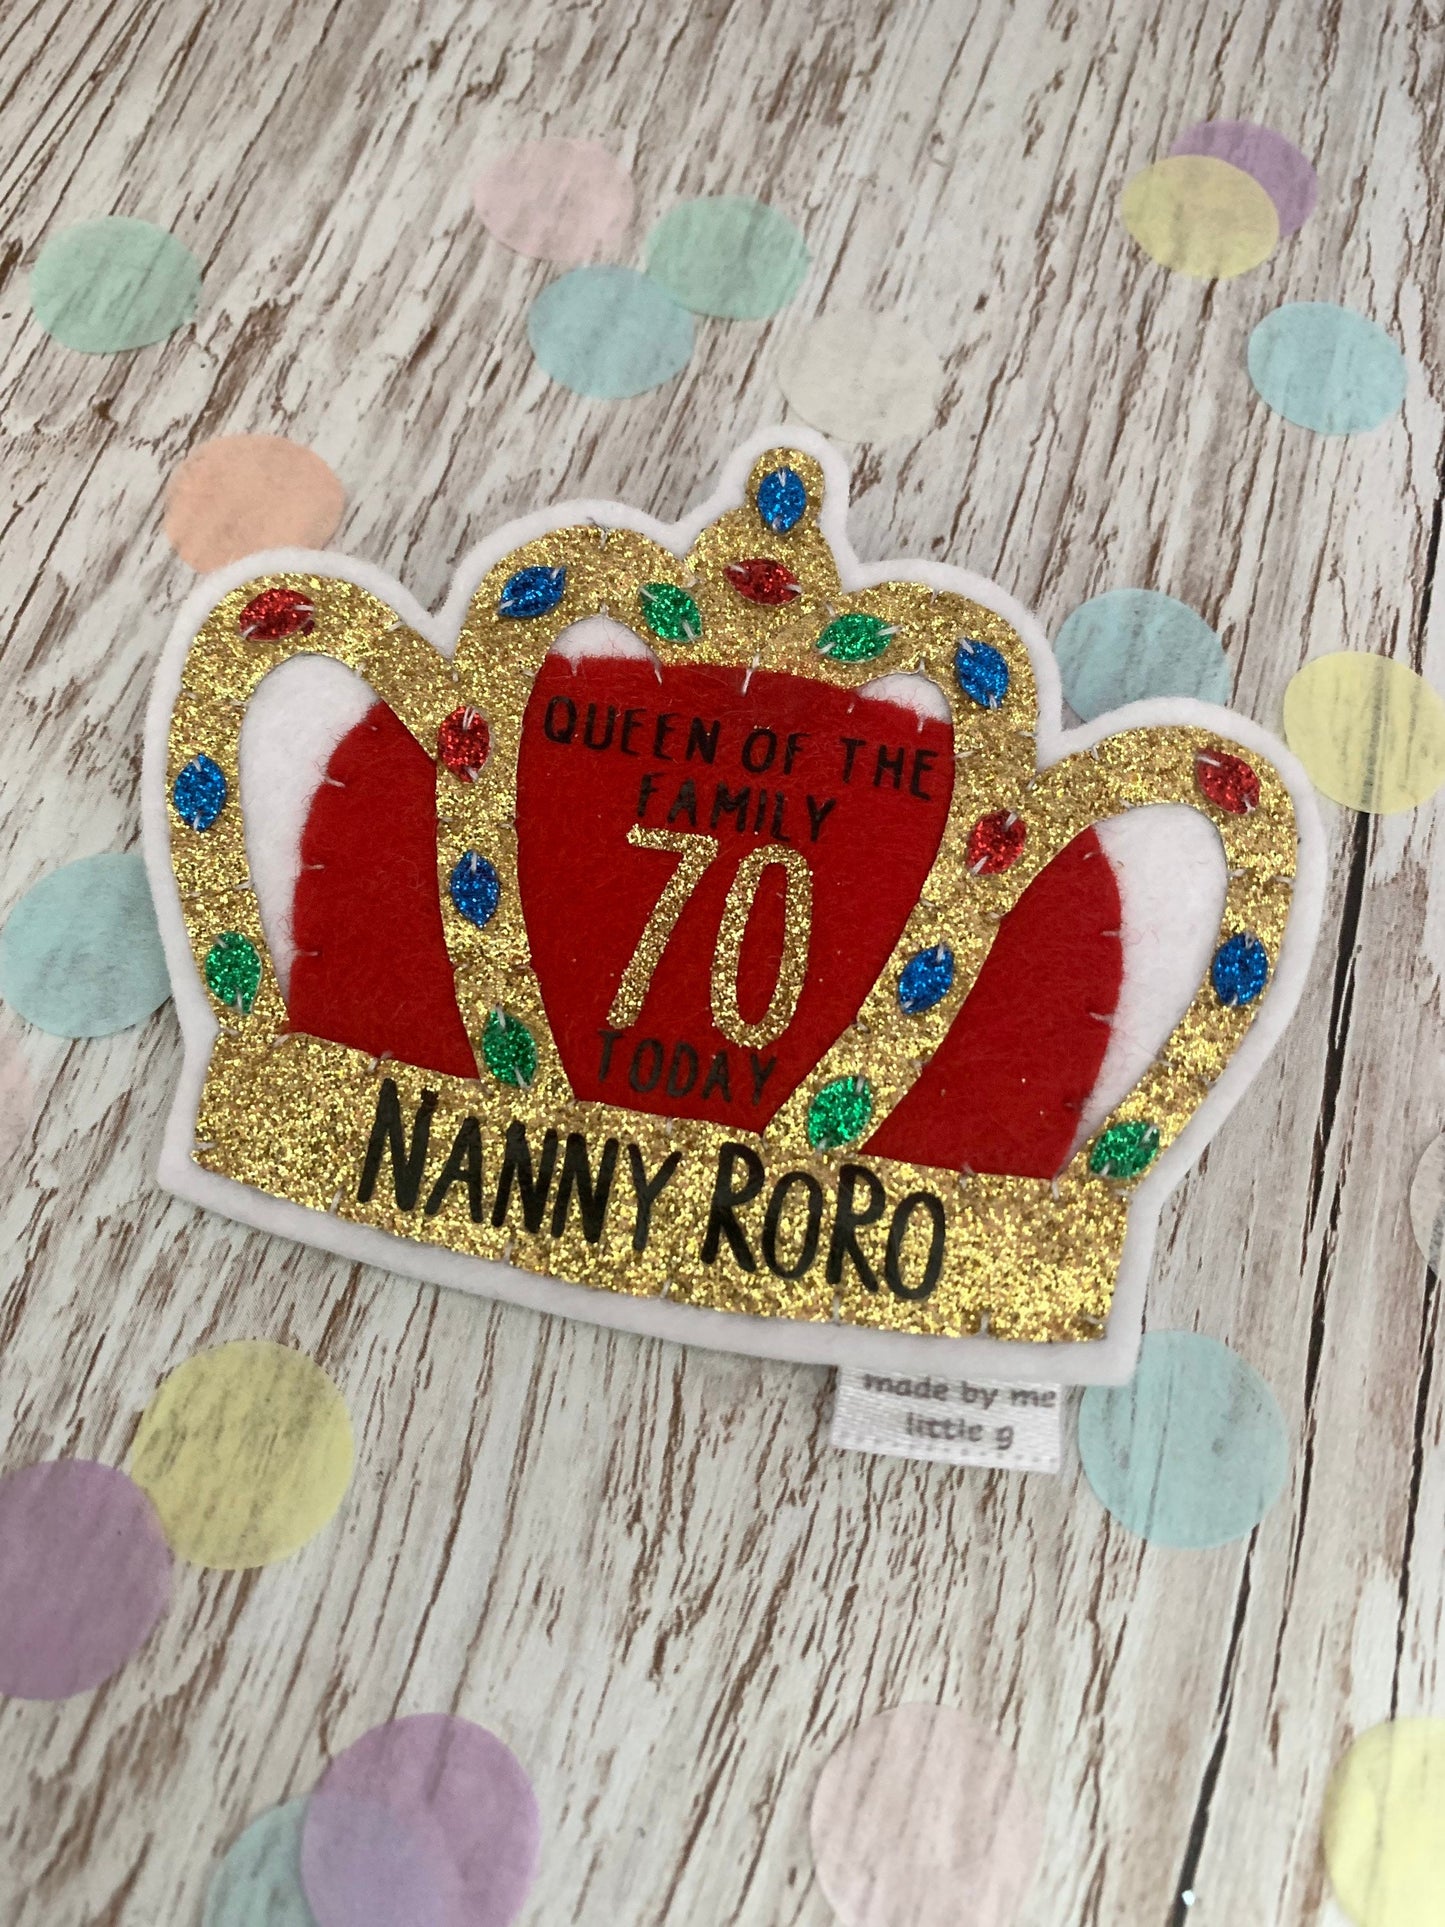 QUEEN OF THE
FAMILY
70
TODAY
NANNY RORO
made by me
little g